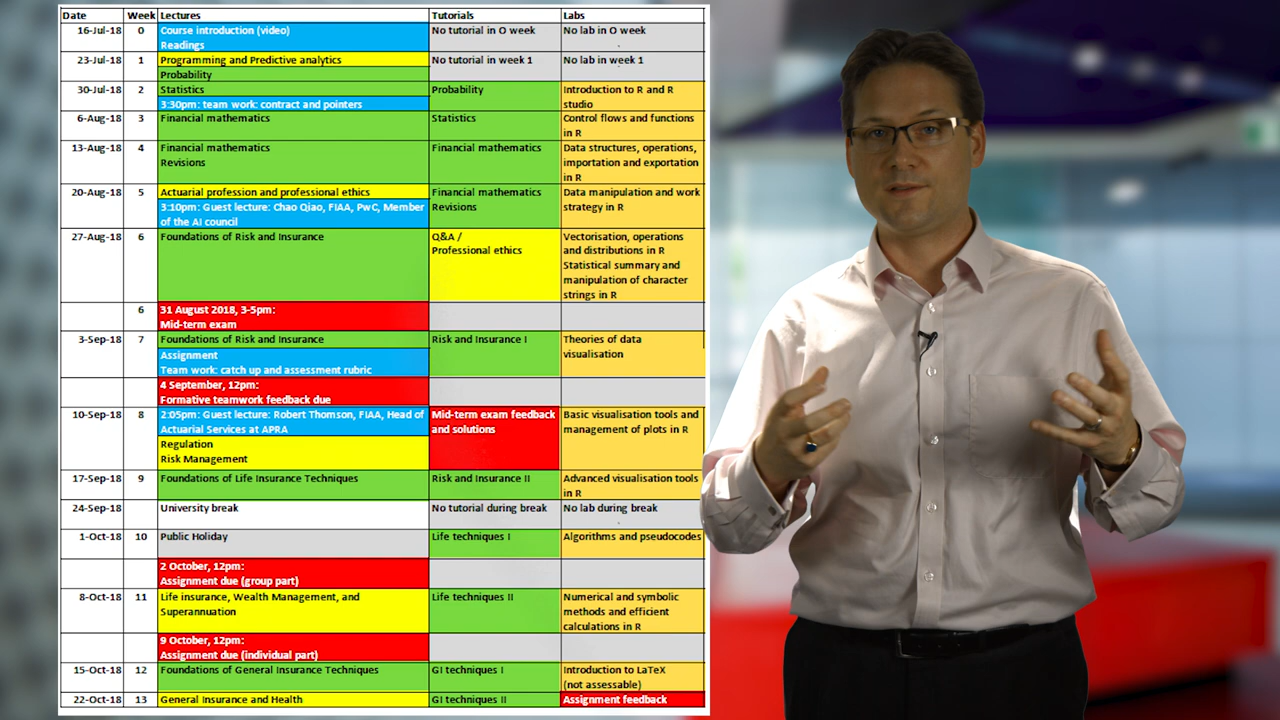 Date Week Lectures Tutorials Labs
16-Jul-18 0 Course introduction (video) No tutorial in O week No lab in O week
Readings
23-Jul-18 1 Programming and Predictive analytics No tutorial in week 1 No lab in week 1
Probability
30-Jul-18 2 Statistics Probability Introduction to R and R
3:30pm: team work: contract and pointers studio
6-Aug-18 3 Financial mathematics Statistics Control flows and functions
in R
13-Aug-18 4 Financial mathematics Financial mathematics Data structures, operations,
Revisions importation and exportation
in R
20-Aug-18 5 Actuarial profession and professional ethics Financial mathematics Data manipulation and work
3:10pm: Guest lecture: Chao Qiao, FIAA, PwC, Member Revisions strategy in R
of the AI council
27-Aug-18 6 Foundations of Risk and Insurance Q&A / Vectorisation, operations
Professional ethics and distributions in R
Statistical summary and
manipulation of character
strings in R
6 31 August 2018, 3-5pm:
Mid-term exam
3-Sep-18 7 Foundations of Risk and Insurance Risk and Insurance I Theories of data
Assignment visualisation
Team work: catch up and assessment rubric
4 September, 12pm:
Formative teamwork feedback due
10-Sep-18 8 2:05pm: Guest lecture: Robert Thomson, FIAA, Head of Mid-term exam feedback Basic visualisation tools and
Actuarial Services at APRA and solutions management of plots in R
Regulation
Risk Management
17-Sep-18 9 Foundations of Life Insurance Techniques Risk and Insurance II Advanced visualisation tools
in R
24-Sep-18 University break No tutorial during break No lab during break
1-Oct-18 10 Public Holiday Life techniques I Algorithms and pseudocodes
2 October, 12pm:
Assignment due (group part)
8-Oct-18 11 Life insurance, Wealth Management, and Life techniques II Numerical and symbolic
Superannuation methods and efficient
calculations in R
9 October, 12pm:
Assignment due (individual part)
15-Oct-18 12 Foundations of General Insurance Techniques GI techniques I Introduction to LaTeX
(not assessable)
22-Oct-18 13 General Insurance and Health GI techniques II Assignment feedback